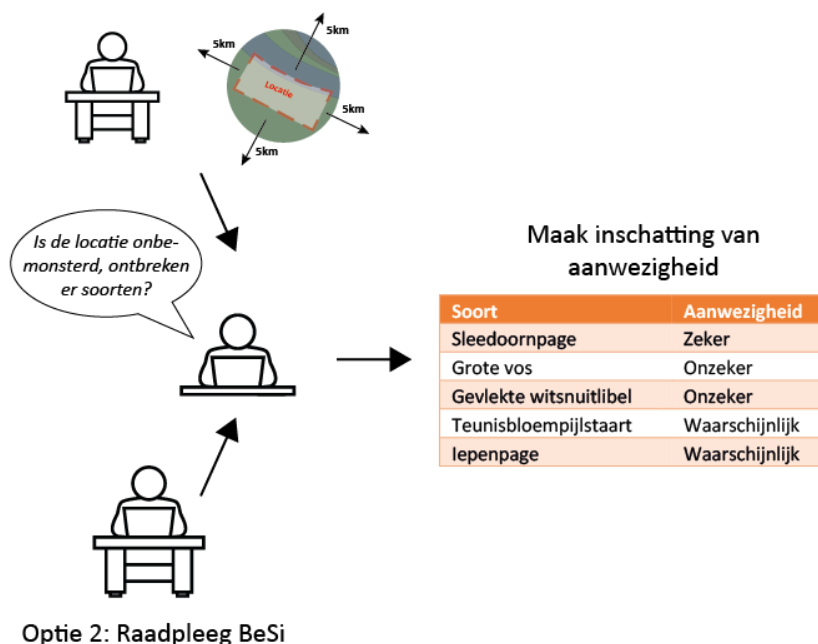 5km
5km
Locatie
5km
5km
Is de locatie onbe-
monsterd, ontbreken
er soorten?
Maak inschatting van
aanwezigheid
Soort Aanwezigheid
Sleedoornpage Zeker
Grote vos Onzeker
Gevlekte witsnuitlibel Onzeker
Teunisbloempijlstaart Waarschijnlijk
Iepenpage Waarschijnlijk
Optie 2: Raadpleeg BeSi